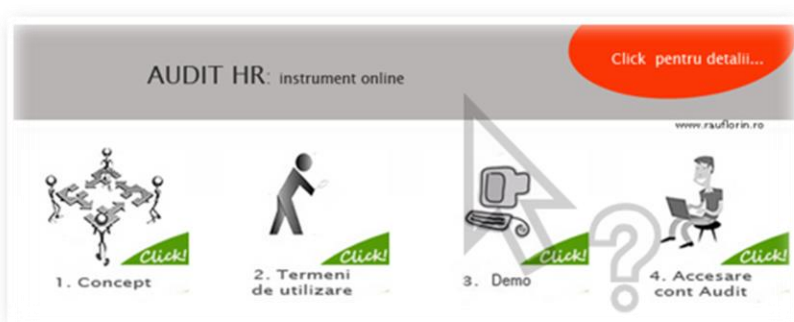 AUDIT HR: instrument online
Click pentru detalii...
www.rauflorin.ro
Click!
Click!
Click!
Click!
1. Concept
2. Termeni
de utilizare
3. Demo
4. Accesare
cont Audit
?